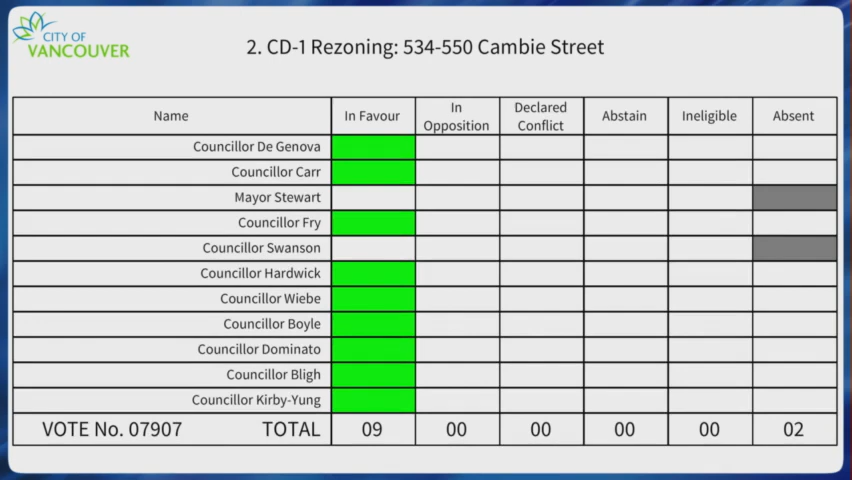 CITY OF
VANCOUVER
2. CD-1 Rezoning: 534-550 Cambie Street
Name In Favour In Opposition Declared Conflict Abstain Ineligible Absent
Councillor De Genova
Councillor Carr
Mayor Stewart
Councillor Fry
Councillor Swanson
Councillor Hardwick
Councillor Wiebe
Councillor Boyle
Councillor Dominato
Councillor Bligh
Councillor Kirby-Yung
VOTE No. 07907 TOTAL 09 00 00 00 00 02